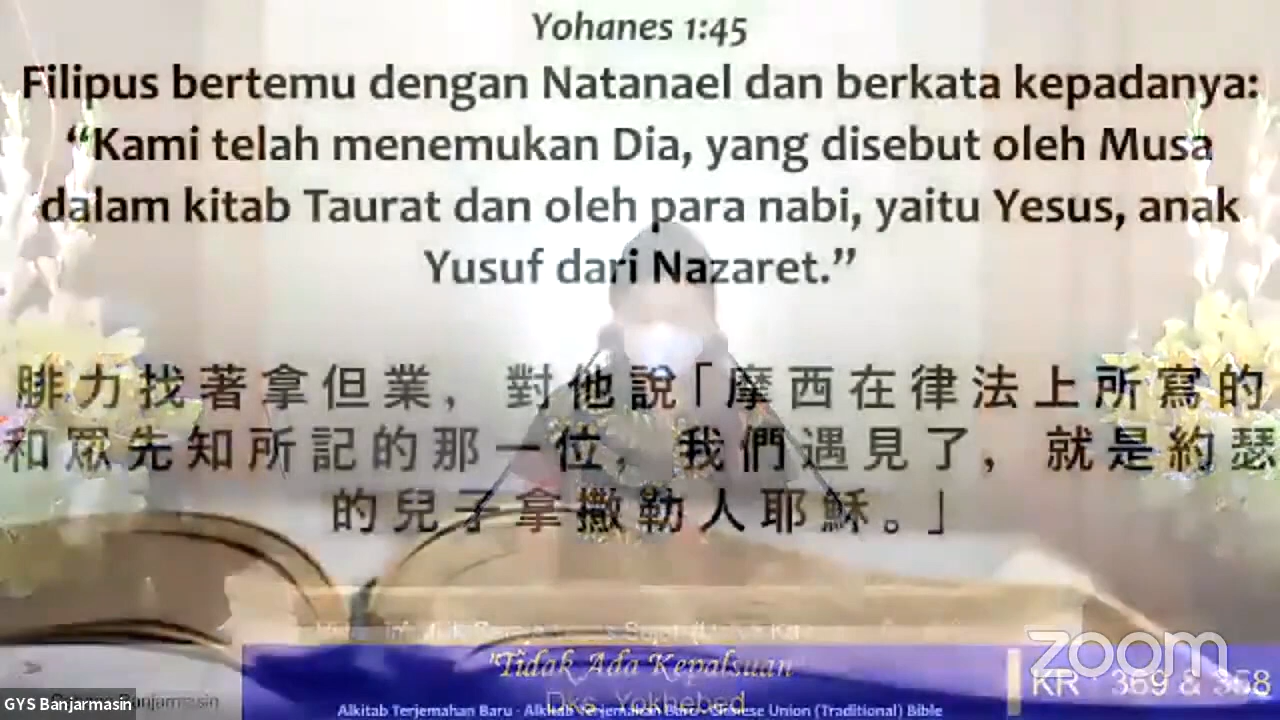 Yohanes 1:45
Filipus bertemu dengan Natanael dan berkata kepadanya:
“Kami telah menemukan Dia, yang disebut oleh Musa
dalam kitab Taurat dan oleh para nabi, yaitu Yesus, anak
Yusuf dari Nazaret.”
腓力找著拿但業，對他說「摩西在律法上所寫的
和眾先知所記的那一位，我們遇見了，就是約瑟
的兒子拿撒勒人耶穌。」
"Tidak Ada Kepalsuan"
Dks. Yokhebed
Alkitab Terjemahan Baru - Alkitab Terjemahan Baru - Chinese Union (Traditional) Bible
KR : 369 & 368
zoom
GYS Banjarmasin